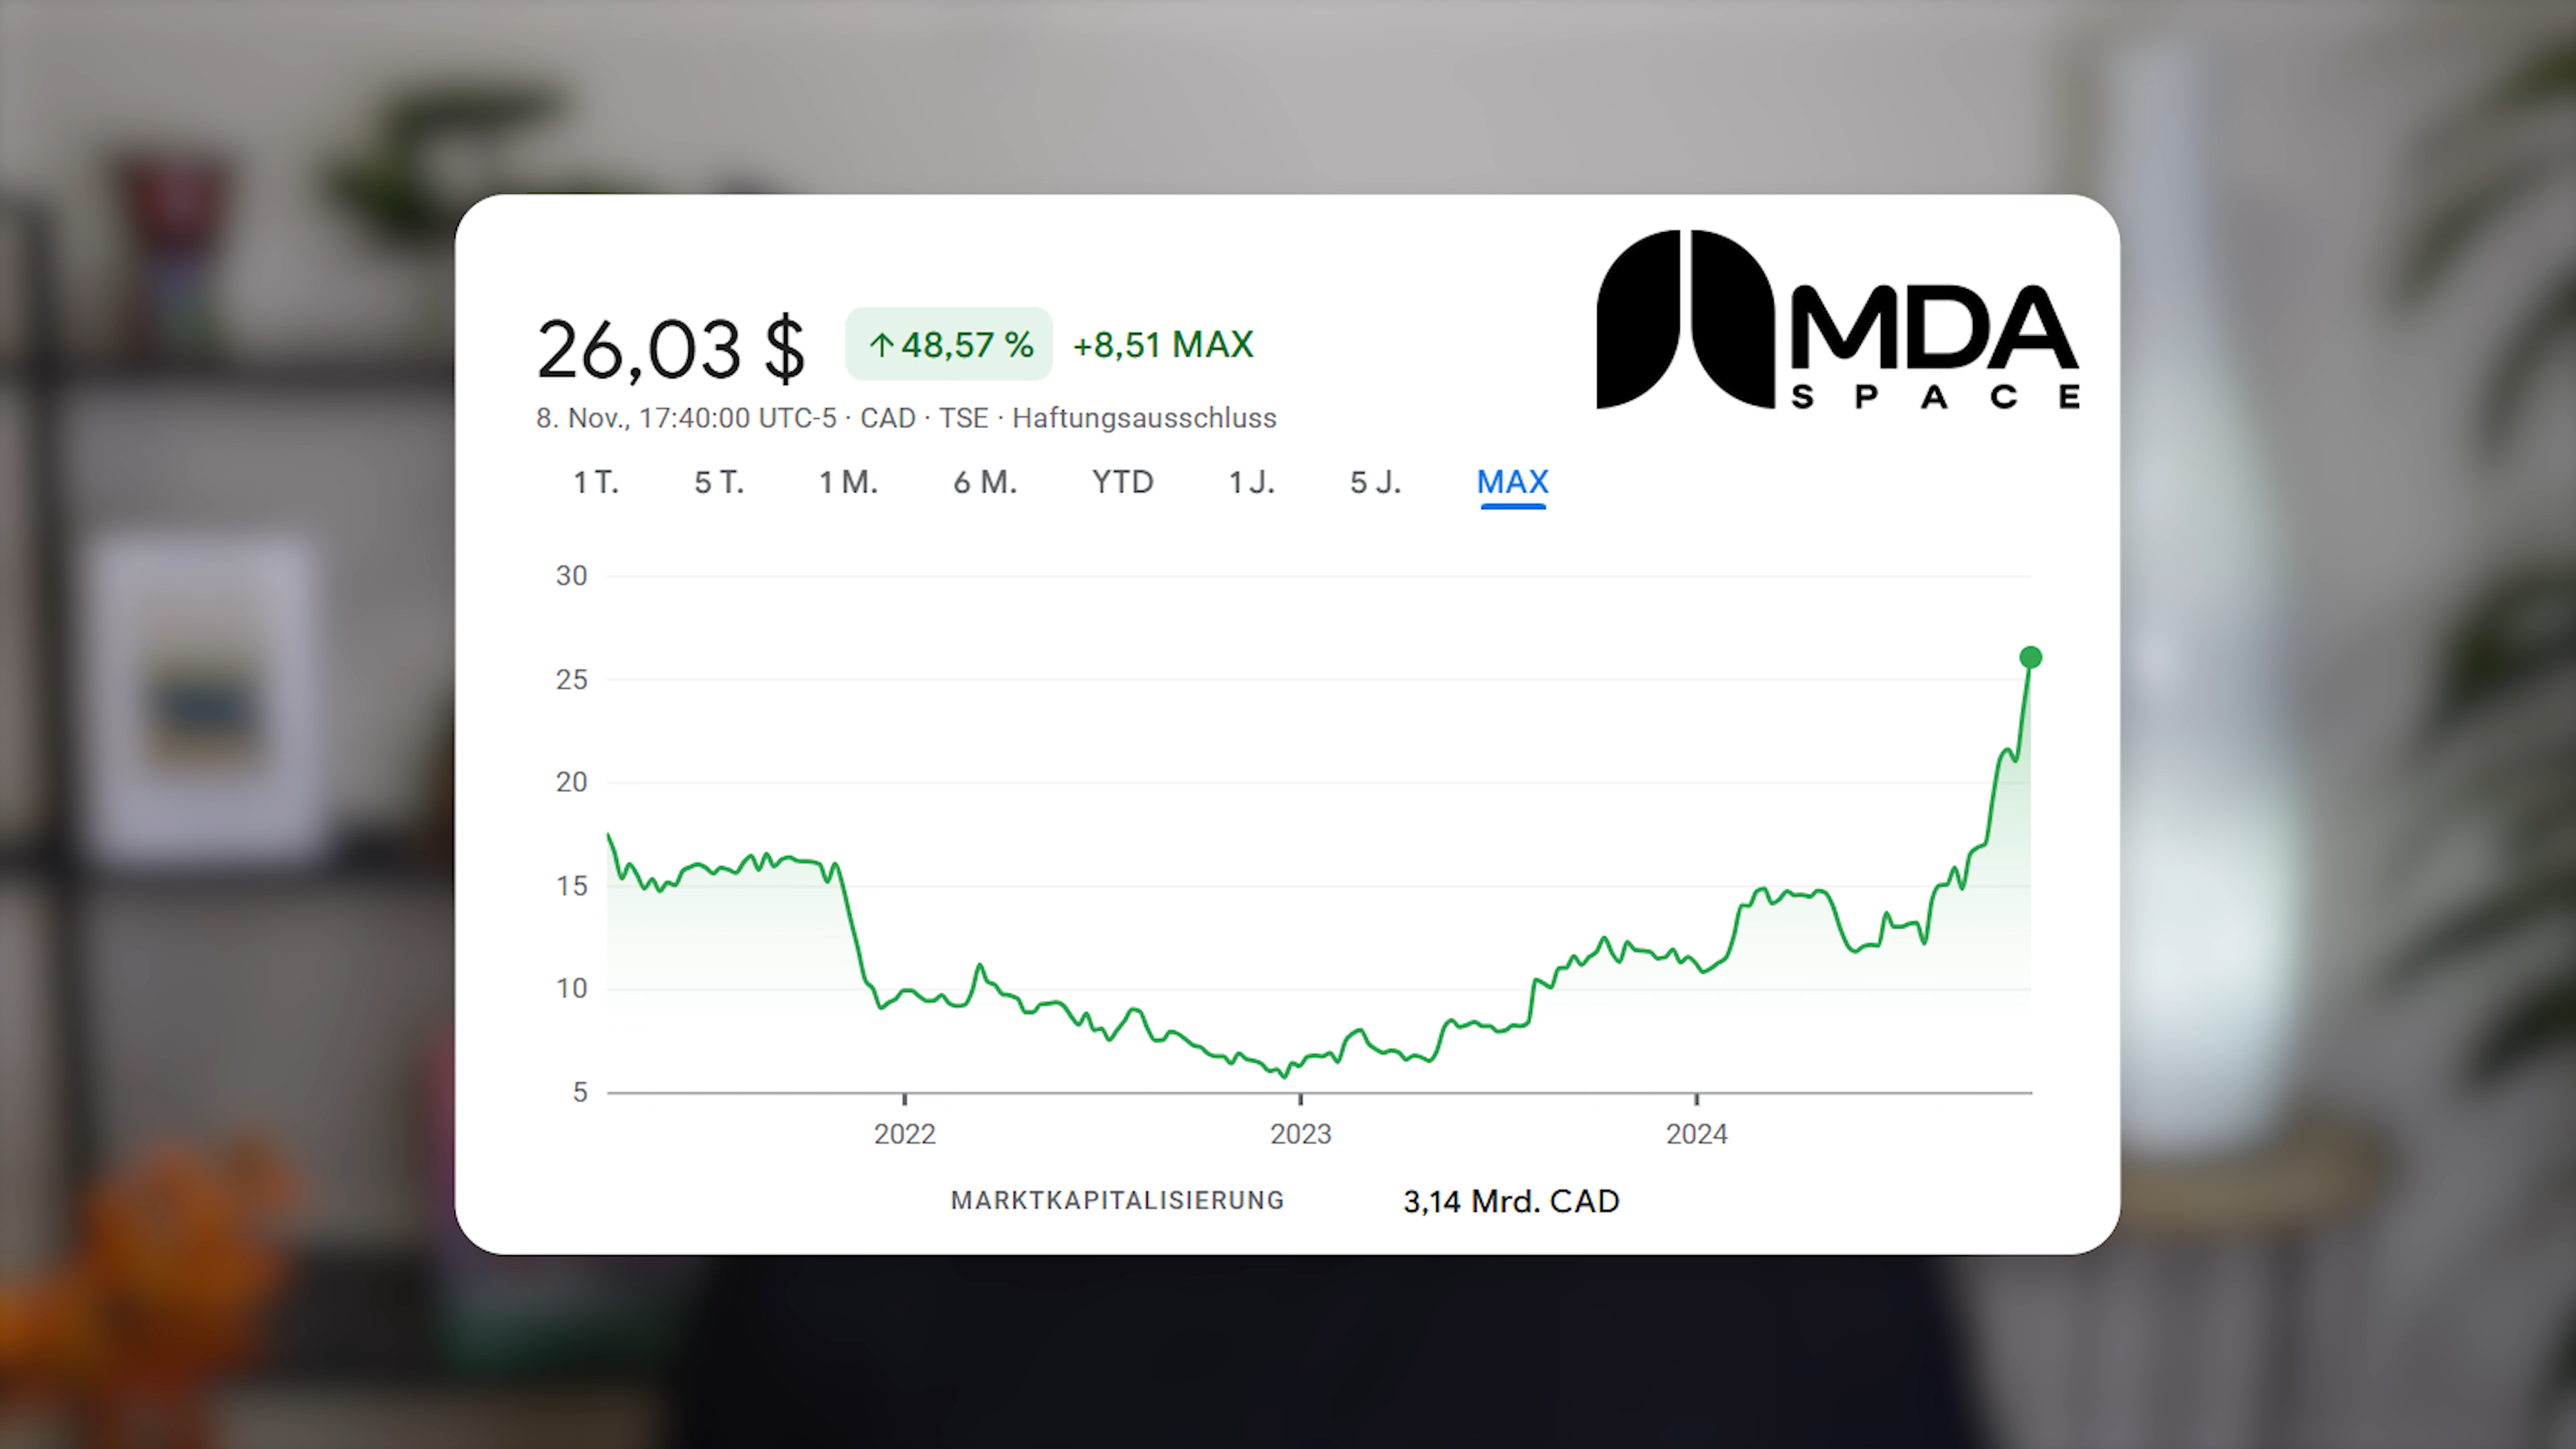 MDA
SPACE
26,03 $ ↑ 48,57 % +8,51 MAX
8. Nov., 17:40:00 UTC-5 · CAD · TSE · Haftungsausschluss
1 T. 5 T. 1 M. 6 M. YTD 1 J. 5 J. MAX
30
25
20
15
10
5
2022 2023 2024
MARKTKAPITALISIERUNG 3,14 Mrd. CAD